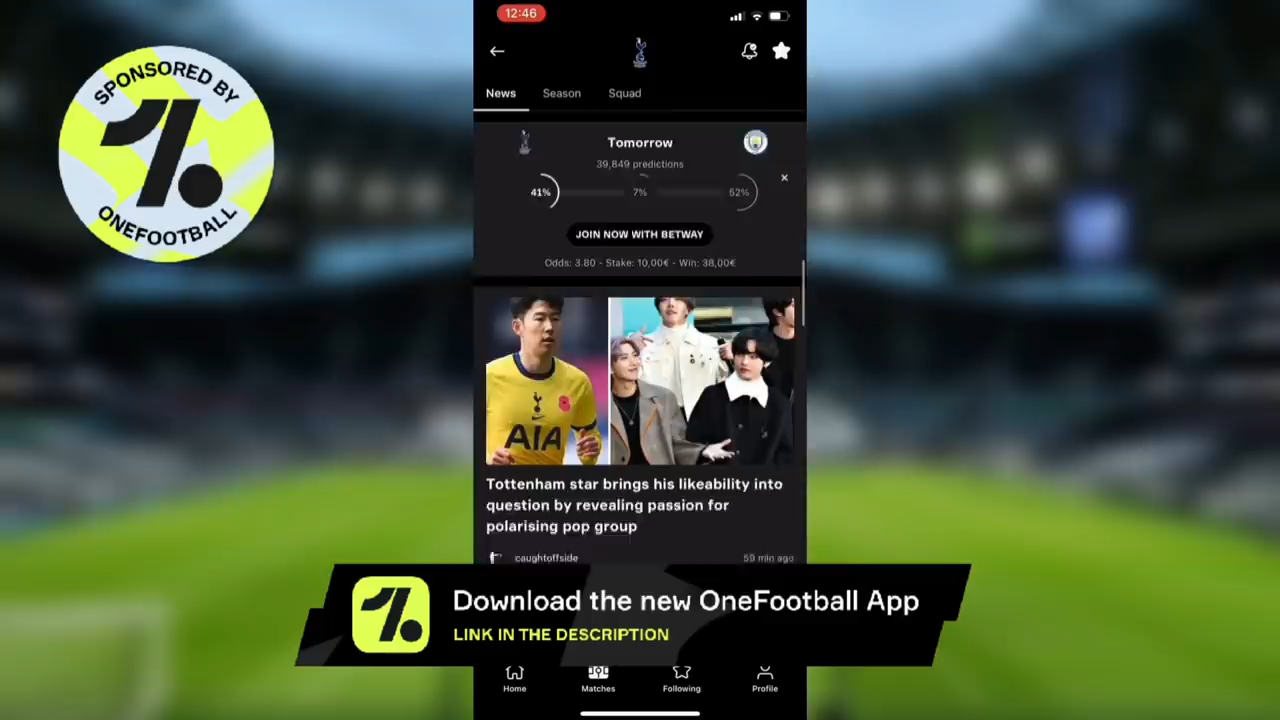 SPONSORED BY
ONEFOOTBALL
12:46
News
Season
Squad
Tomorrow
39,849 predictions
41%
7%
52%
JOIN NOW WITH BETWAY
Odds: 3.80 - Stake: 10,00€ - Win: 38,00€
AIA
Tottenham star brings his likeability into
question by revealing passion for
polarising pop group
caughtoffside
59 min ago
Download the new OneFootball App
LINK IN THE DESCRIPTION
Home
Matches
Following
Profile